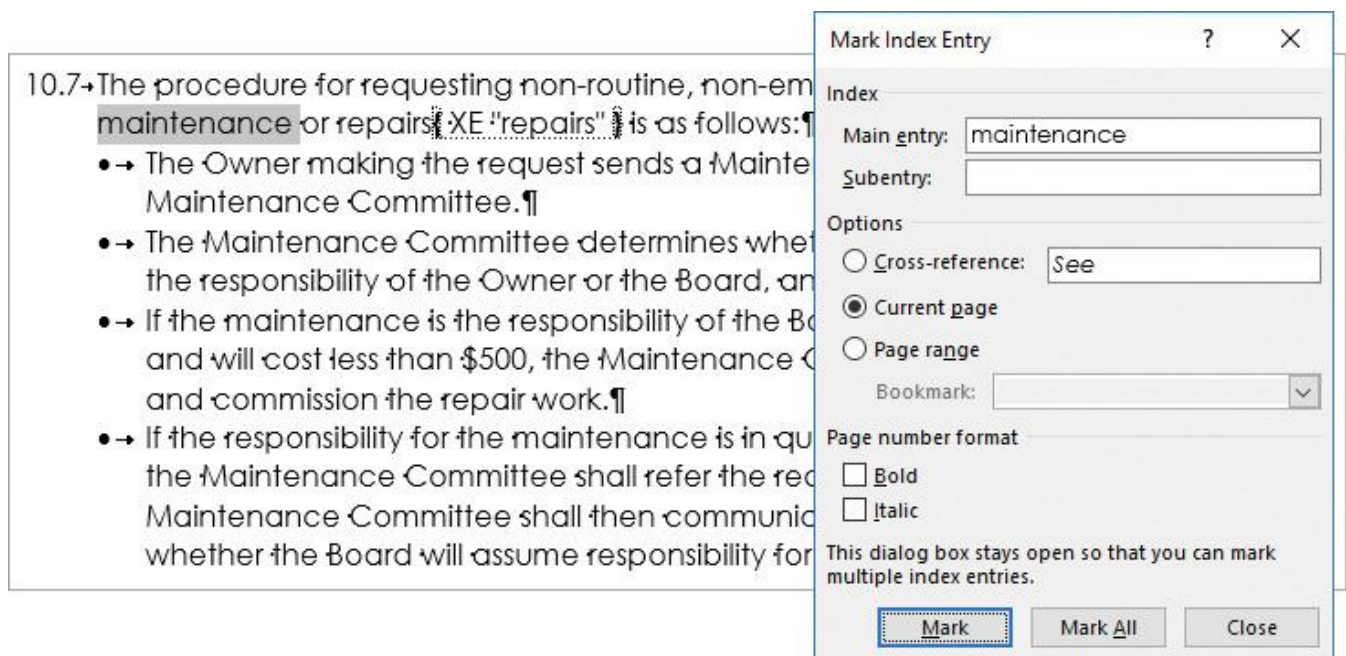 10.7→The procedure for requesting non-routine, non-em
maintenance or repairs{ XE "repairs" } is as follows:¶
•→ The Owner making the request sends a Mainte
Maintenance Committee.¶
•→ The Maintenance Committee determines whet
the responsibility of the Owner or the Board, an
•→ If the maintenance is the responsibility of the Bo
and will cost less than $500, the Maintenance C
and commission the repair work.¶
•→ If the responsibility for the maintenance is in qu
the Maintenance Committee shall refer the rec
Maintenance Committee shall then communic
whether the Board will assume responsibility for
Mark Index Entry ? ×
Index
Main entry: maintenance
Subentry:
Options
Cross-reference: See
Current page
Page range
Bookmark:
Page number format
Bold
Italic
This dialog box stays open so that you can mark
multiple index entries.
Mark Mark All Close